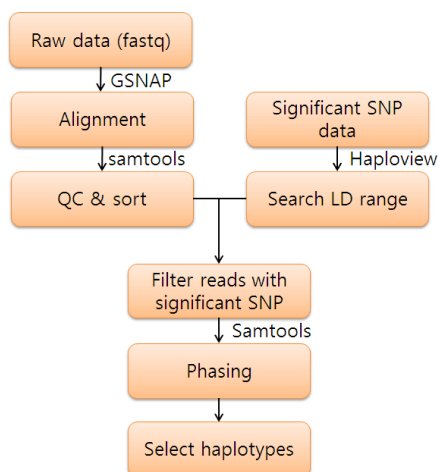 Raw data (fastq)
GSNAP
Alignment
Significant SNP
data
samtools
Haploview
QC & sort
Search LD range
Filter reads with
significant SNP
Samtools
Phasing
Select haplotypes